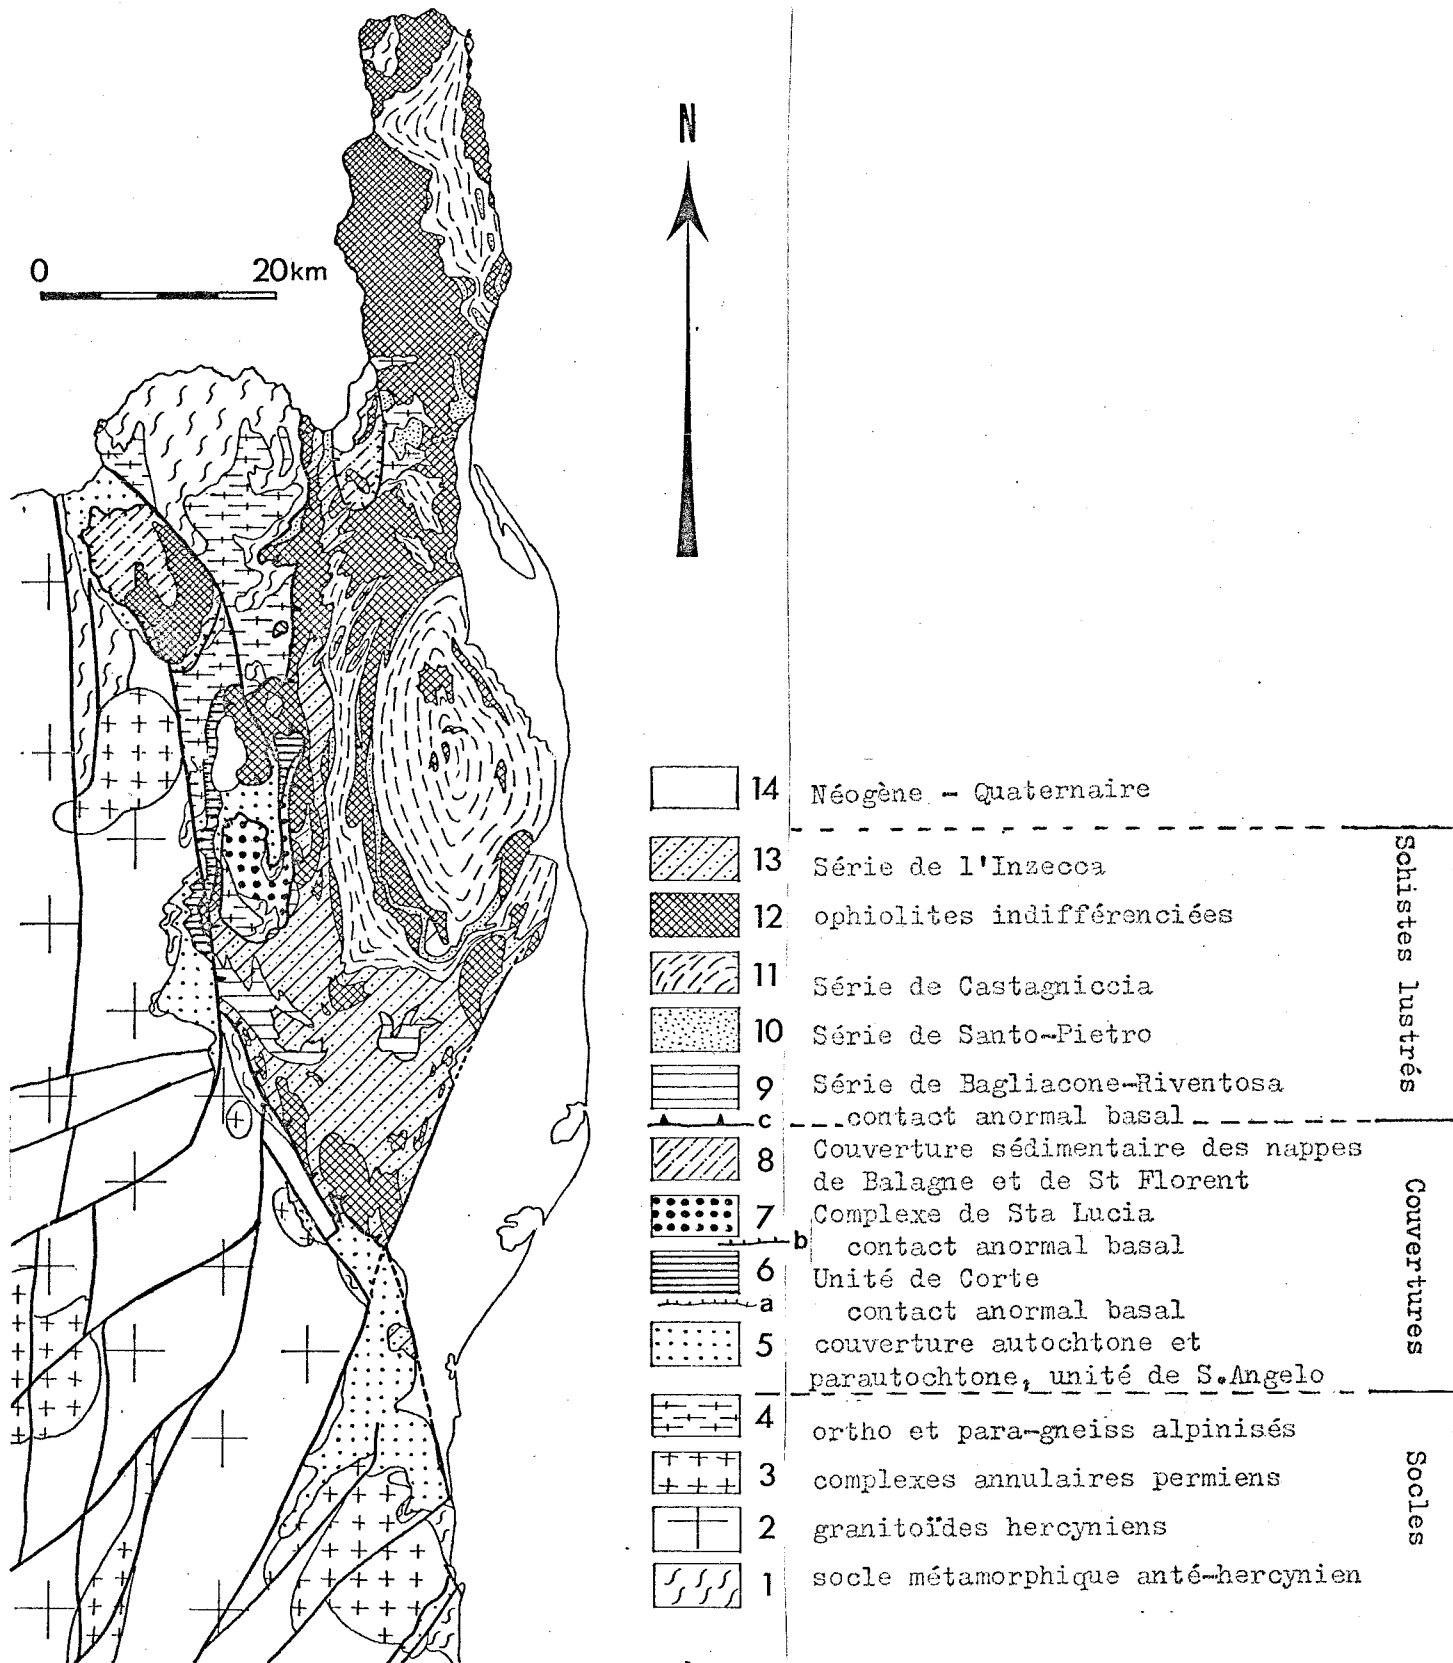 N
0 20km
14 Néogène - Quaternaire
13 Série de l'Inzecca
12 ophiolites indifférenciées
11 Série de Castagniccia
10 Série de Santo-Pietro
9 Série de Bagliacone-Riventosa
c contact anormal basal
Schistes lustrés
8 Couverture sédimentaire des nappes
de Balagne et de St Florent
7 Complexe de Sta Lucia
b contact anormal basal
6 Unité de Corte
a contact anormal basal
5 couverture autochtone et
parautochtone, unité de S.Angelo
Couvertures
4 ortho et para-gneiss alpinisés
3 complexes annulaires permiens
2 granitoïdes hercyniens
1 socle métamorphique anté-hercynien
Socles